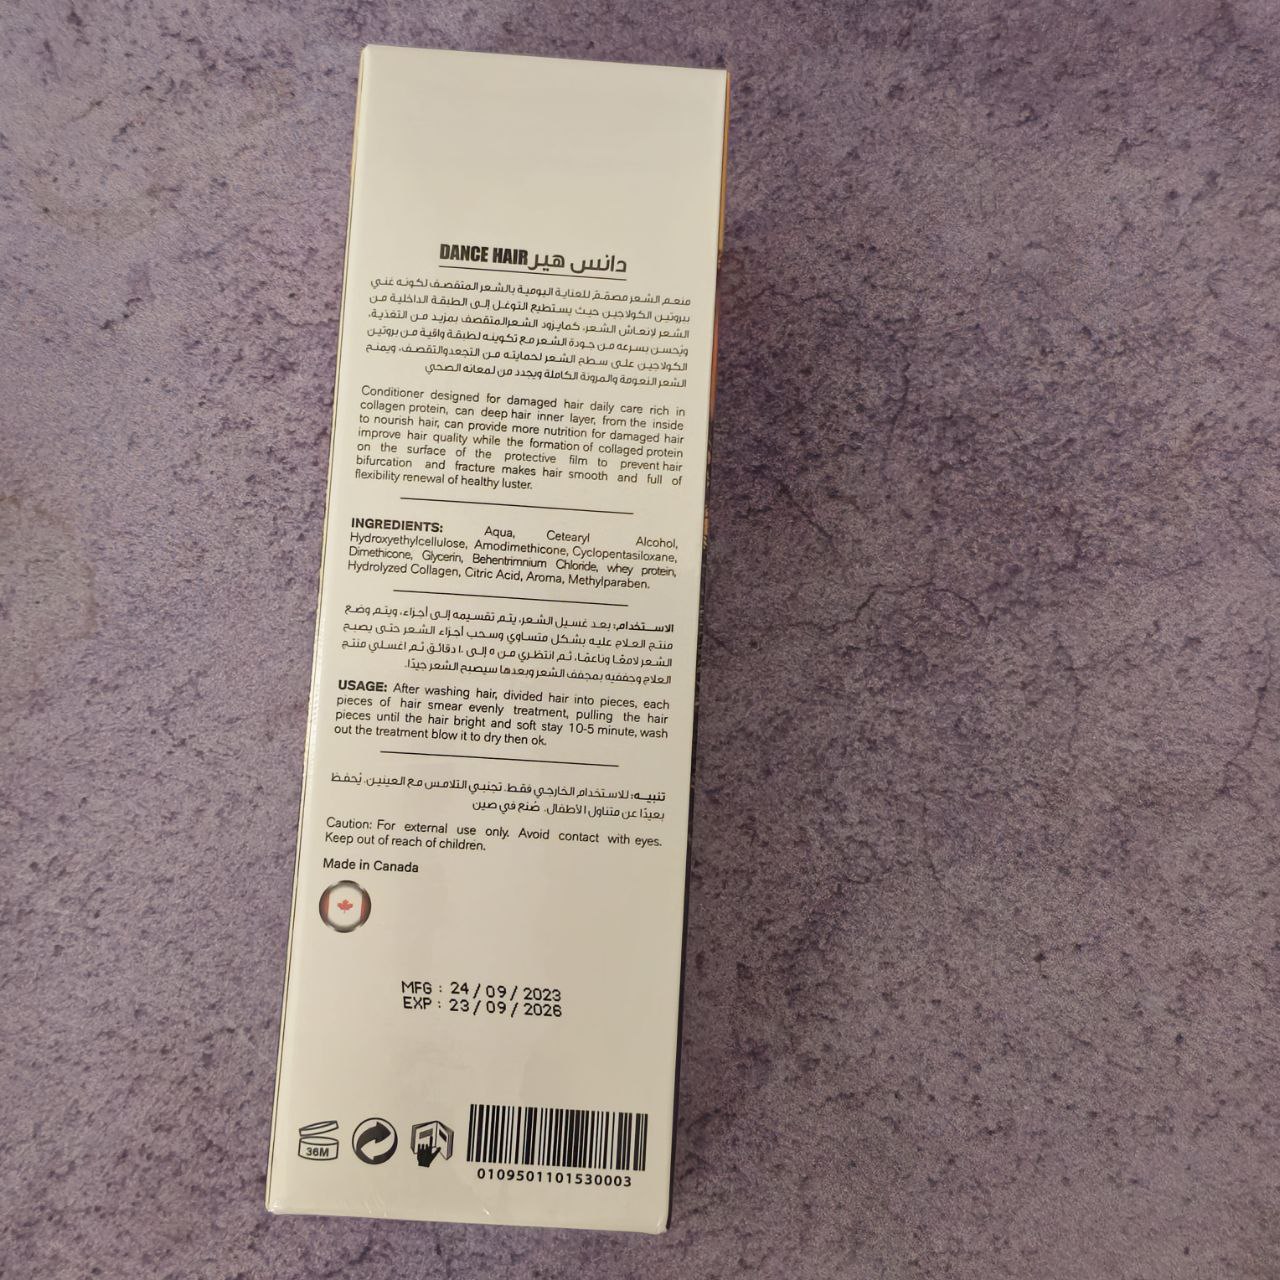 DANCE HAIR دانس هير
منعم الشعر مصمّمّ للعناية اليومية بالشعر المتقصف لكونه غني
ببروتين الكولاجين حيث يستطيع التوغل إلى الطبقة الداخلية من
الشعر لإنعاش الشعر، كمايزود الشعرالمتقصف بمزيد من التغذية،
ويُحسن بسرعه من جودة الشعر مع تكوينه لطبقة واقية من بروتين
الكولاجين على سطح الشعر لحمايته من التجعدوالتقصف، ويمنح
الشعر النعومة والمرونة الكاملة ويجدد من لمعانه الصحي
Conditioner designed for damaged hair daily care rich in
collagen protein, can deep hair inner layer, from the inside
to nourish hair, can provide more nutrition for damaged hair
improve hair quality while the formation of collaged protein
on the surface of the protective film to prevent hair
bifurcation and fracture makes hair smooth and full of
flexibility renewal of healthy luster.
INGREDIENTS: Aqua, Cetearyl Alcohol,
Hydroxyethylcellulose, Amodimethicone, Cyclopentasiloxane,
Dimethicone, Glycerin, Behentrimnium Chloride, whey protein,
Hydrolyzed Collagen, Citric Acid, Aroma, Methylparaben.
الاستخدام: بعد غسيل الشعر، يتم تقسيمه إلى أجزاء، ويتم وضع
منتج العلاج عليه بشكل متساوي وسحب أجزاء الشعر حتى يصبح
الشعر لامعًا وناعمًا، ثم انتظري من ٥ إلى ١٠ دقائق ثم اغسلي منتج
العلاج وجففيه بمجفف الشعر وبعدها سيصبح الشعر جيدًا.
USAGE: After washing hair, divided hair into pieces, each
pieces of hair smear evenly treatment, pulling the hair
pieces until the hair bright and soft stay 10-5 minute, wash
out the treatment blow it to dry then ok.
تنبيه: للاستخدام الخارجي فقط. تجنبي التلامس مع العينين. يُحفظ
بعيدًا عن متناول الأطفال. صُنع في صين
Caution: For external use only. Avoid contact with eyes.
Keep out of reach of children.
Made in Canada
MFG : 24/09/2023
EXP : 23/09/2026
36M
0109501101530003